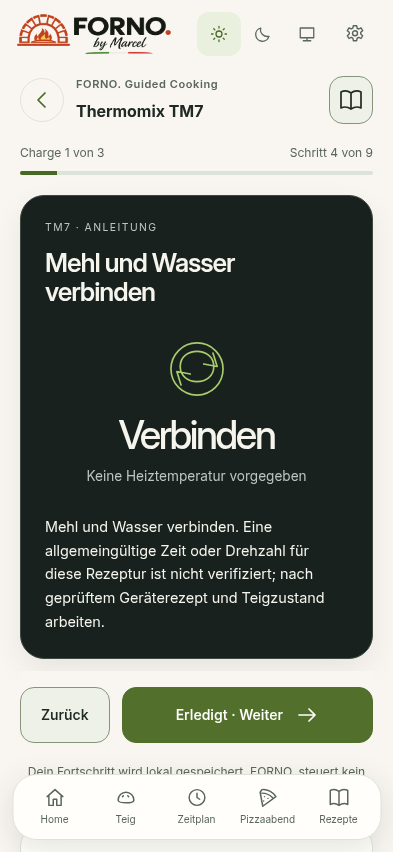 FORNO.
by Marcel
FORNO. Guided Cooking
Thermomix TM7
Charge 1 von 3
Schritt 4 von 9
TM7 · ANLEITUNG
Mehl und Wasser
verbinden
Verbinden
Keine Heiztemperatur vorgegeben
Mehl und Wasser verbinden. Eine
allgemeingültige Zeit oder Drehzahl für
diese Rezeptur ist nicht verifiziert; nach
geprüftem Geräterezept und Teigzustand
arbeiten.
Zurück
Erledigt · Weiter
Dein Fortschritt wird lokal gespeichert. FORNO. steuert kein
Home
Teig
Zeitplan
Pizzaabend
Rezepte